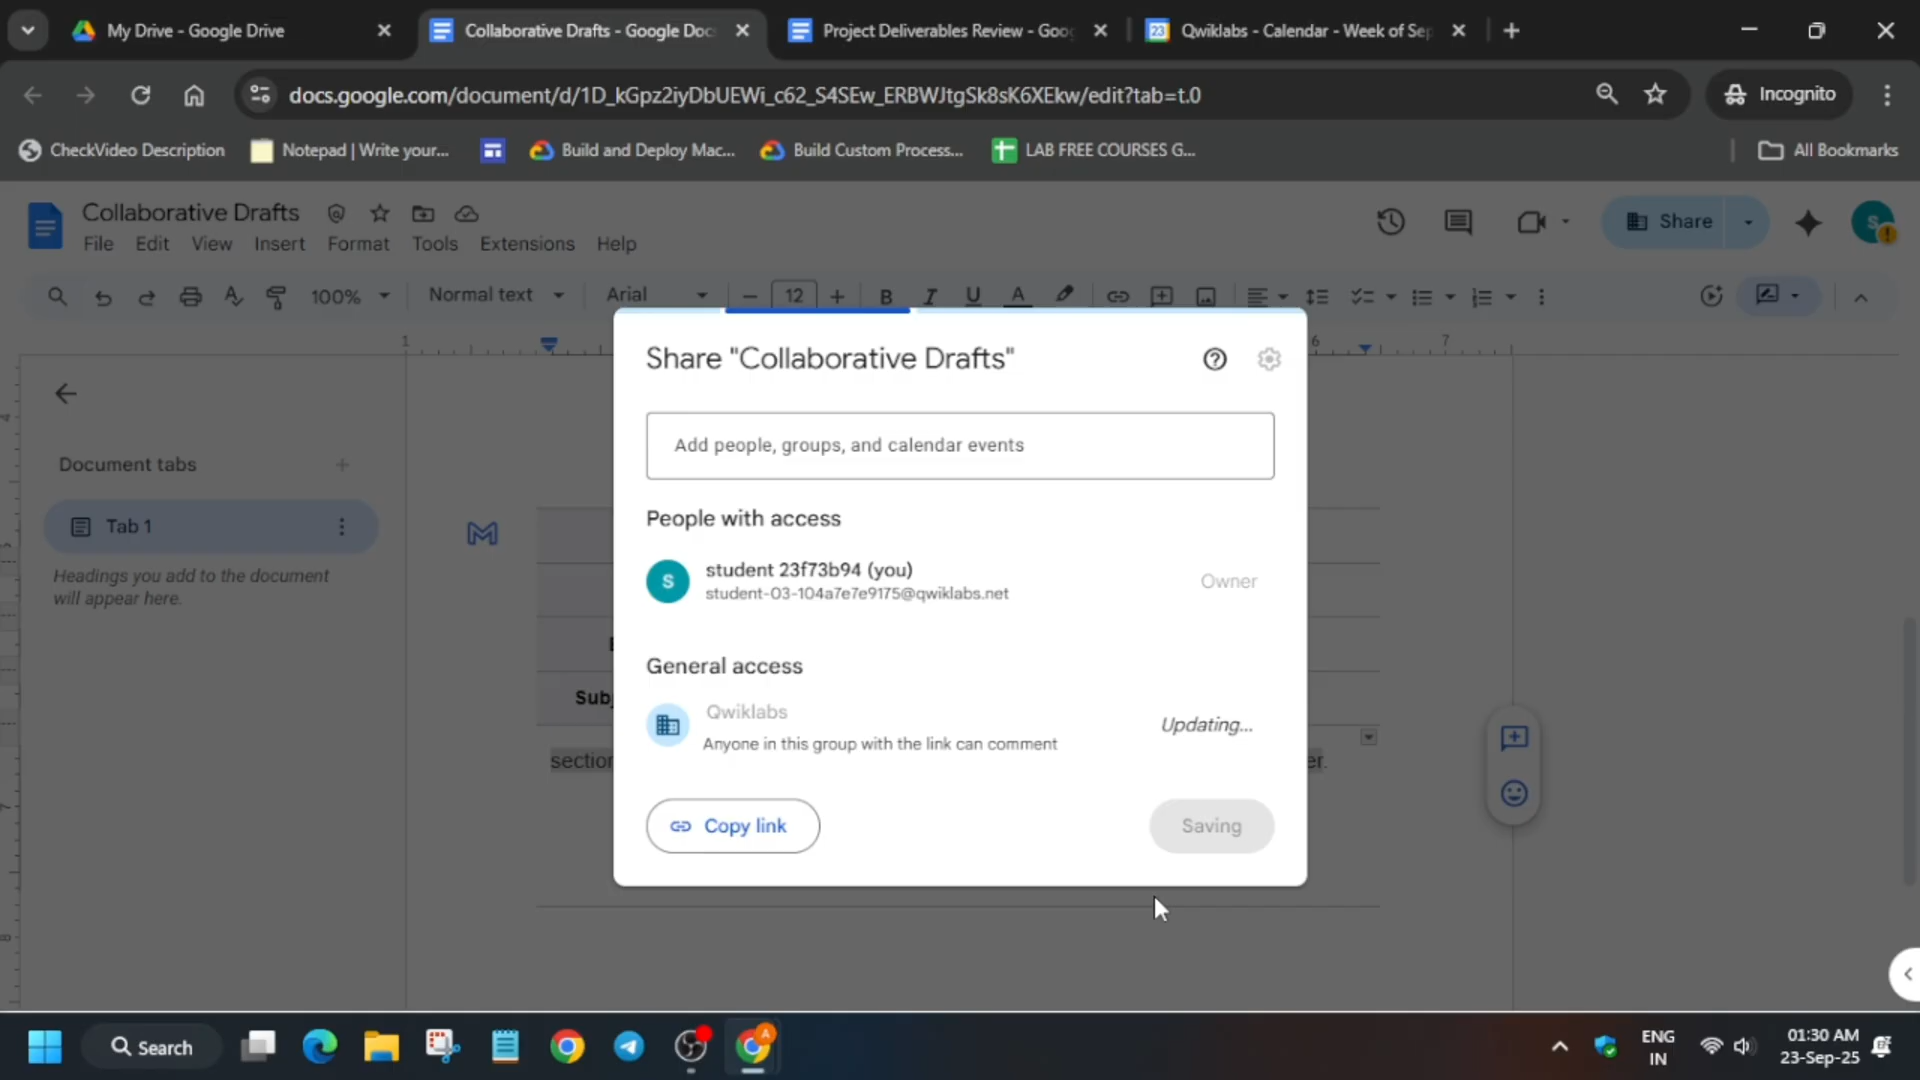 My Drive - Google Drive
Collaborative Drafts - Google Doc
Project Deliverables Review - Goo
23
Qwiklabs - Calendar - Week of Sep
docs.google.com/document/d/1D_kGpz2iyDbUEWi_c62_S4SEw_ERBWJtgSk8sK6XEkw/edit?tab=t.0
Incognito
CheckVideo Description
Notepad | Write your...
Build and Deploy Mac...
Build Custom Process...
LAB FREE COURSES G...
All Bookmarks
Collaborative Drafts
File Edit View Insert Format Tools Extensions Help
Share
S
100%
Normal text
Arial
12
B I U A
1
6
7
Document tabs
Tab 1
Headings you add to the document
will appear here.
Share "Collaborative Drafts"
Add people, groups, and calendar events
People with access
S
student 23f73b94 (you)
student-03-104a7e7e9175@qwiklabs.net
Owner
General access
Qwiklabs
Anyone in this group with the link can comment
Updating...
Copy link
Saving
Search
A
ENG
IN
01:30 AM
23-Sep-25